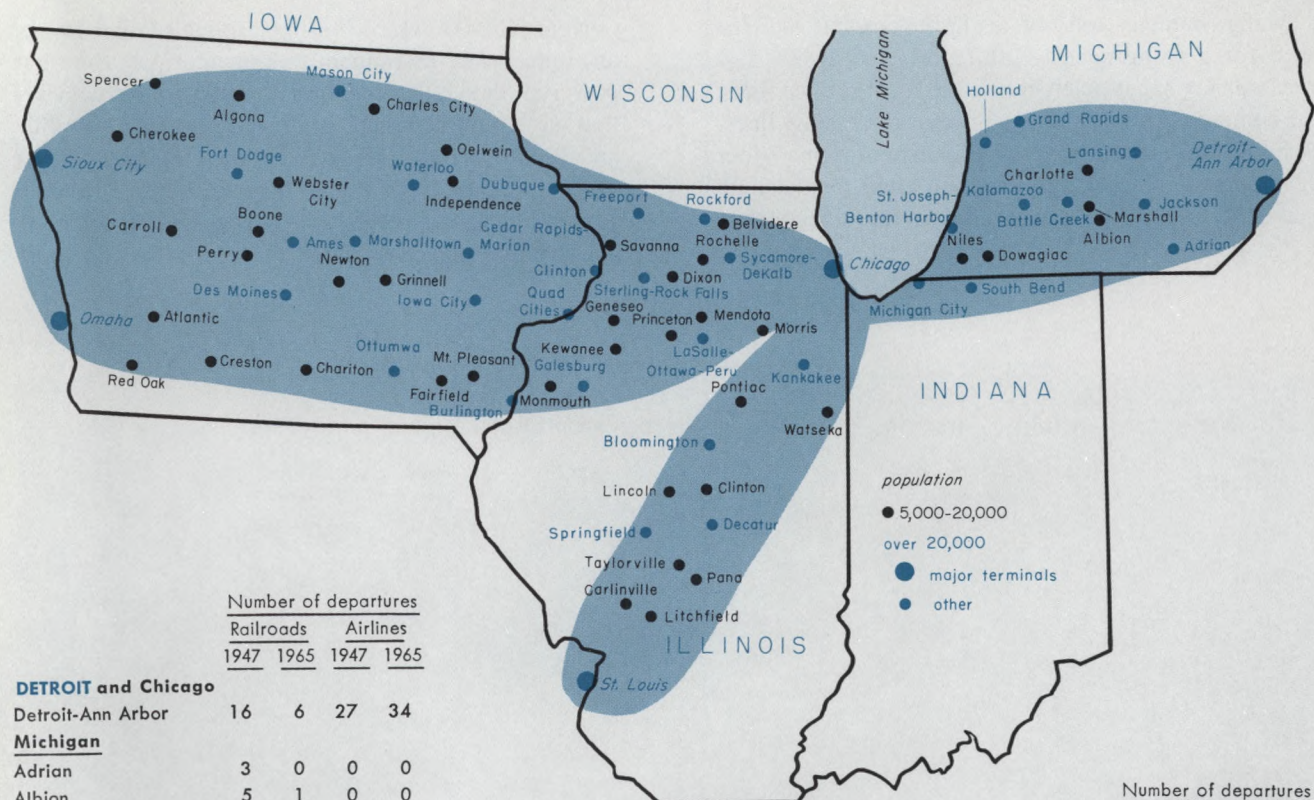 IOWA
MICHIGAN
WISCONSIN
Lake Michigan
Spencer
Mason City
Algona
Charles City
Cherokee
Sioux City
Fort Dodge
Oelwein
Webster
City
Waterloo
Independence
Dubuque
Carroll
Boone
Perry
Ames
Newton
Marshalltown
Cedar Rapids-
Marion
Grinnell
Des Moines
Iowa City
Omaha
Atlantic
Red Oak
Creston
Chariton
Ottumwa
Mt. Pleasant
Fairfield
Burlington
Freeport
Rockford
Belvidere
Savanna
Rochelle
Sycamore-
DeKalb
Clinton
Dixon
Sterling-Rock Falls
Quad
Cities
Geneseo
Princeton
Mendota
Morris
Kewanee
LaSalle-
Ottawa-Peru
Galesburg
Monmouth
Chicago
Kankakee
Pontiac
Watseka
Bloomington
Lincoln
Clinton
Springfield
Decatur
Taylorville
Pana
Carlinville
Litchfield
ILLINOIS
St. Louis
Holland
Grand Rapids
Lansing
Detroit-
Ann Arbor
Charlotte
St. Joseph-
Benton Harbor
Kalamazoo
Battle Creek
Marshall
Jackson
Albion
Niles
Dowagiac
Adrian
Michigan City
South Bend
INDIANA
population
5,000-20,000
over 20,000
major terminals
other
Number of departures
Railroads Airlines
1947 1965 1947 1965
DETROIT and Chicago
Detroit-Ann Arbor 16 6 27 34
Michigan
Adrian 3 0 0 0
Albion 5 1 0 0
Number of departures